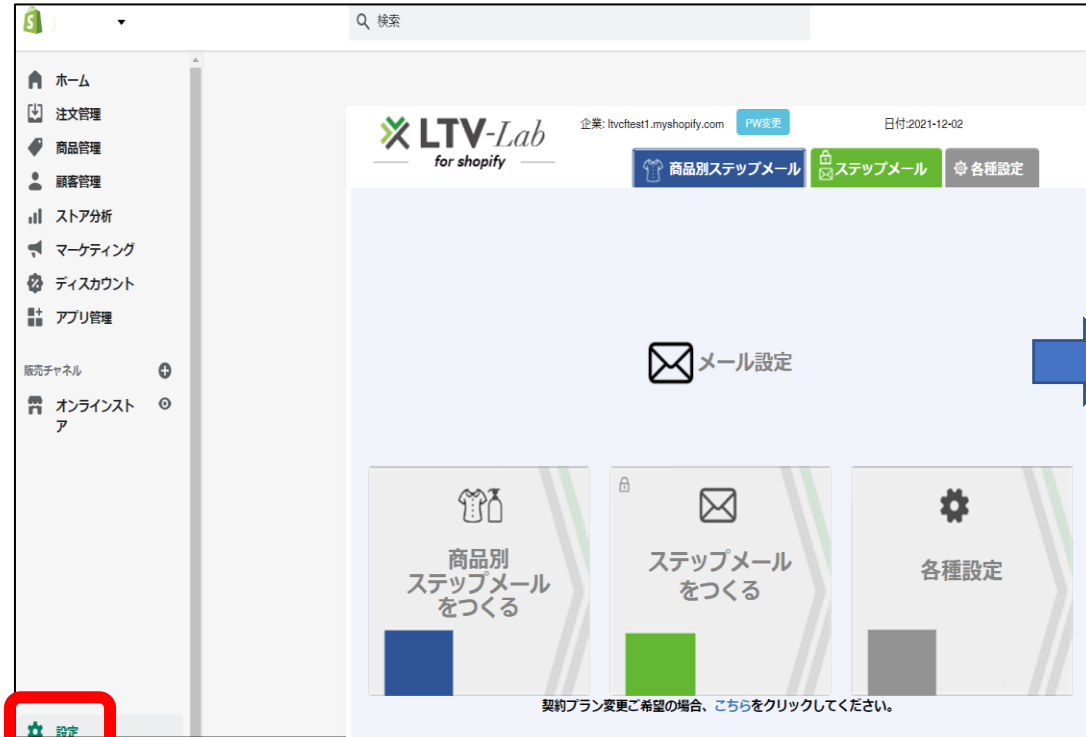 検索
ホーム
注文管理
商品管理
顧客管理
ストア分析
マーケティング
ディスカウント
アプリ管理
販売チャネル
オンラインスト
ア
設定
LTV-Lab
for shopify
企業: ltvcftest1.myshopify.com
PW変更
日付:2021-12-02
商品別ステップメール
ステップメール
各種設定
メール設定
商品別
ステップメール
をつくる
ステップメール
をつくる
各種設定
契約プラン変更ご希望の場合、こちらをクリックしてください。